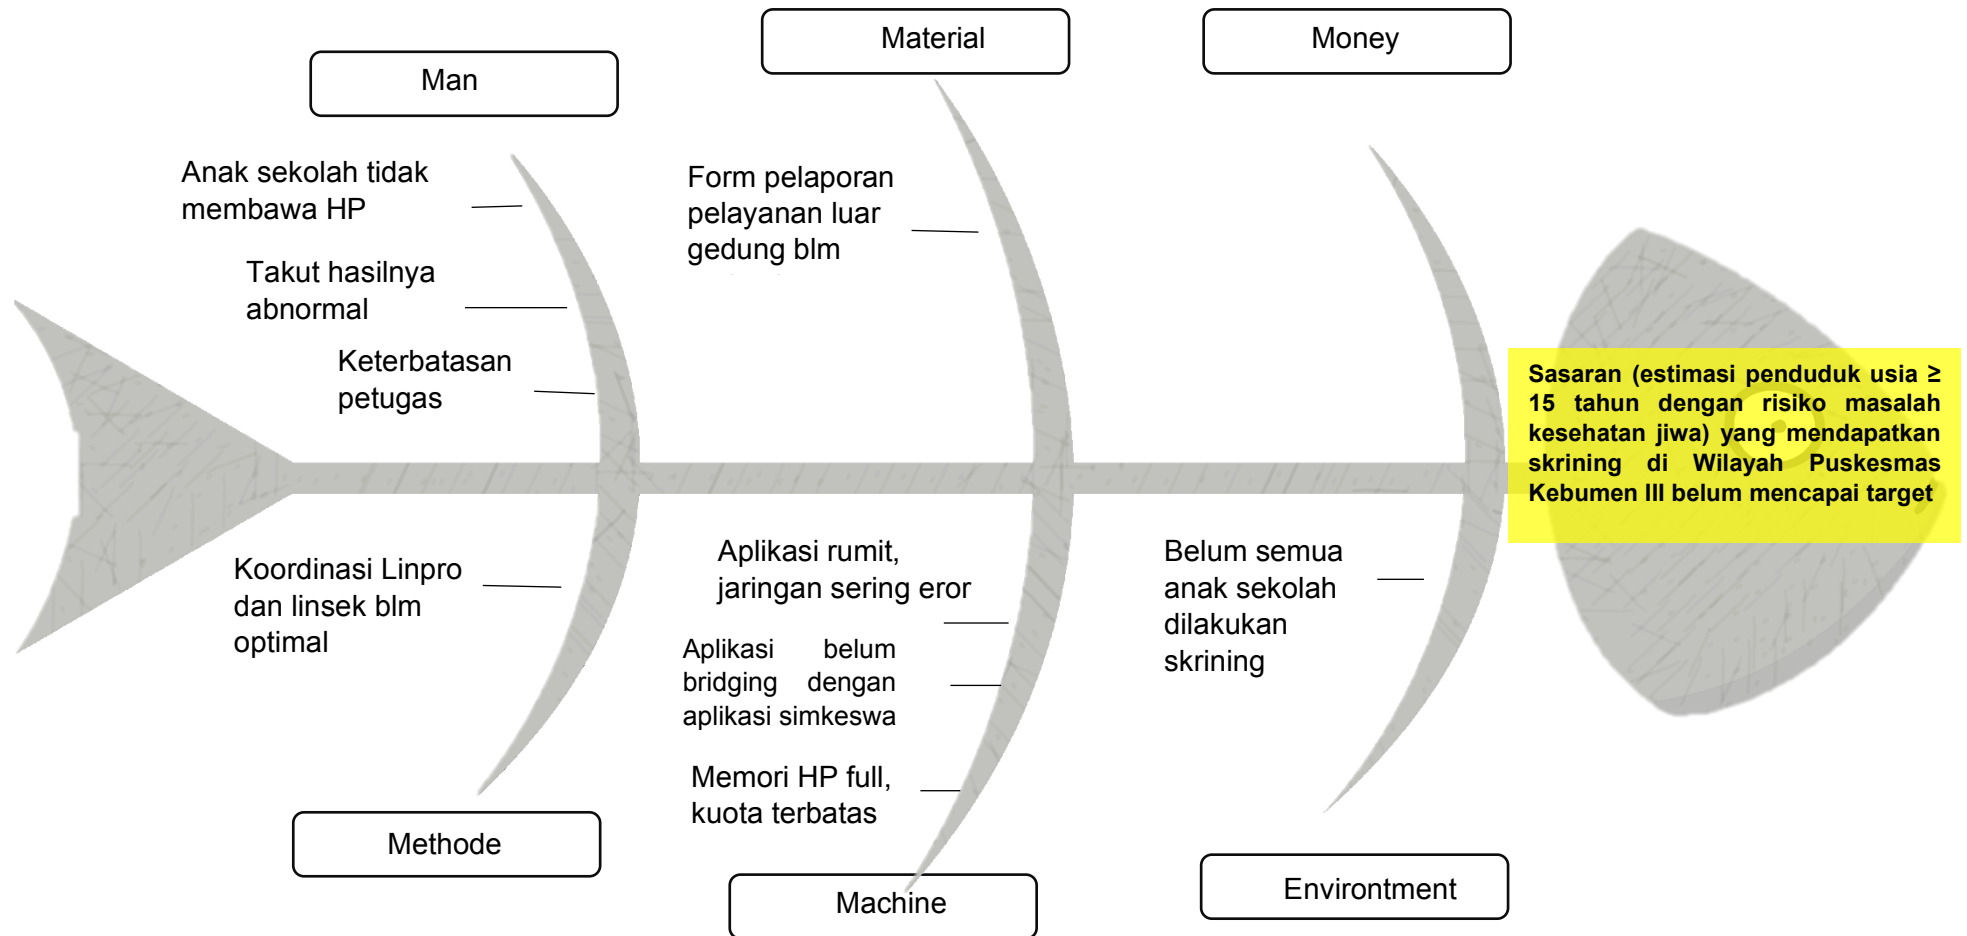 Man
Material
Money
Anak sekolah tidak
membawa HP
Takut hasilnya
abnormal
Keterbatasan
petugas
Form pelaporan
pelayanan luar
gedung blm
Sasaran (estimasi penduduk usia ≥
15 tahun dengan risiko masalah
kesehatan jiwa) yang mendapatkan
skrining di Wilayah Puskesmas
Kebumen III belum mencapai target
Koordinasi Linpro
dan linsek blm
optimal
Aplikasi rumit,
jaringan sering eror
Aplikasi belum
bridging dengan
aplikasi simkeswa
Memori HP full,
kuota terbatas
Belum semua
anak sekolah
dilakukan
skrining
Methode
Machine
Environtment